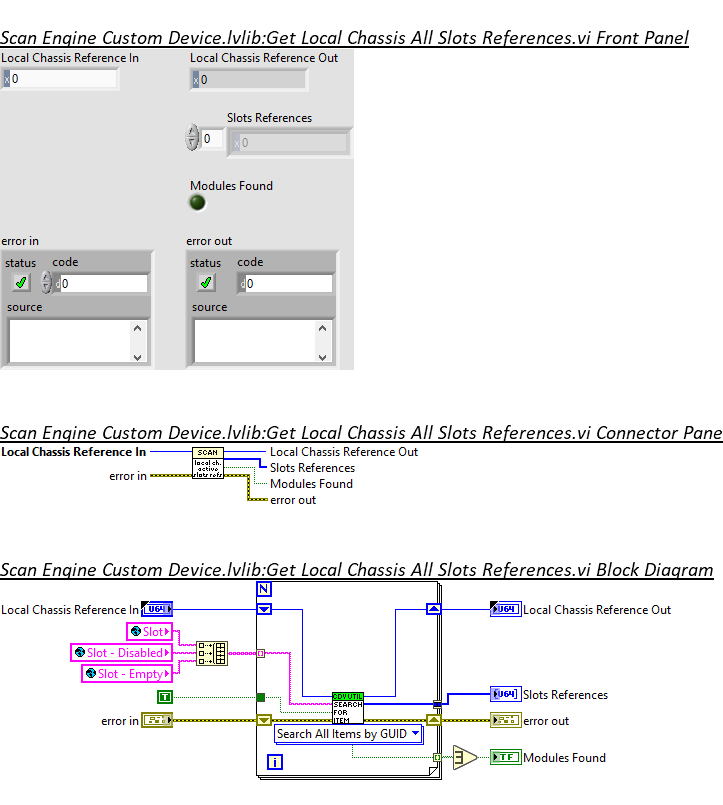 Scan Engine Custom Device.lvlib:Get Local Chassis All Slots References.vi Front Panel
Local Chassis Reference In
Local Chassis Reference Out
x 0
x 0
Slots References
0
x 0
Modules Found
error in
error out
status code
status code
d 0
d 0
source
source
Scan Engine Custom Device.lvlib:Get Local Chassis All Slots References.vi Connector Pane
Local Chassis Reference In
SCAN
local ch.
active
slots refs
Local Chassis Reference Out
Slots References
error in
Modules Found
error out
Scan Engine Custom Device.lvlib:Get Local Chassis All Slots References.vi Block Diagram
N
Local Chassis Reference In
U64
U64
Local Chassis Reference Out
Slot
Slot - Disabled
Slot - Empty
T
CDV UTIL
SEARCH
FOR
ITEM
U64
Slots References
error in
error out
Search All Items by GUID
i
TF
Modules Found